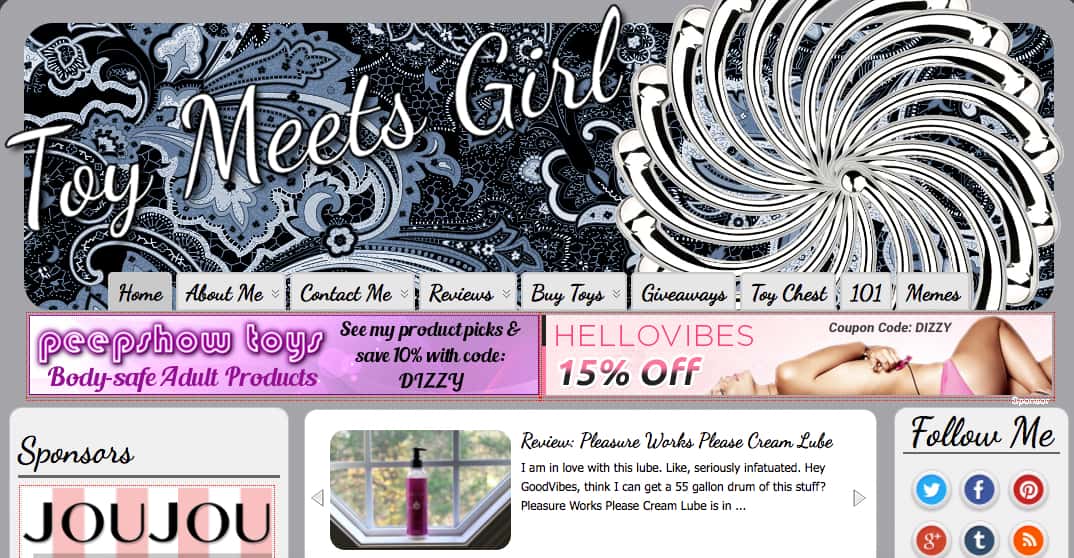 Toy Meets Girl
Home
About Me
Contact Me
Reviews
Buy Toys
Giveaways
Toy Chest
101
Memes
peepshow toys
Body-safe Adult Products
See my product picks &
save 10% with code:
DIZZY
HELLOVIBES
15% Off
Coupon Code: DIZZY
Sponsor
Sponsors
JOUJOU
Review: Pleasure Works Please Cream Lube
I am in love with this lube. Like, seriously infatuated. Hey
GoodVibes, think I can get a 55 gallon drum of this stuff?
Pleasure Works Please Cream Lube is in ...
Follow Me
f
g+
t